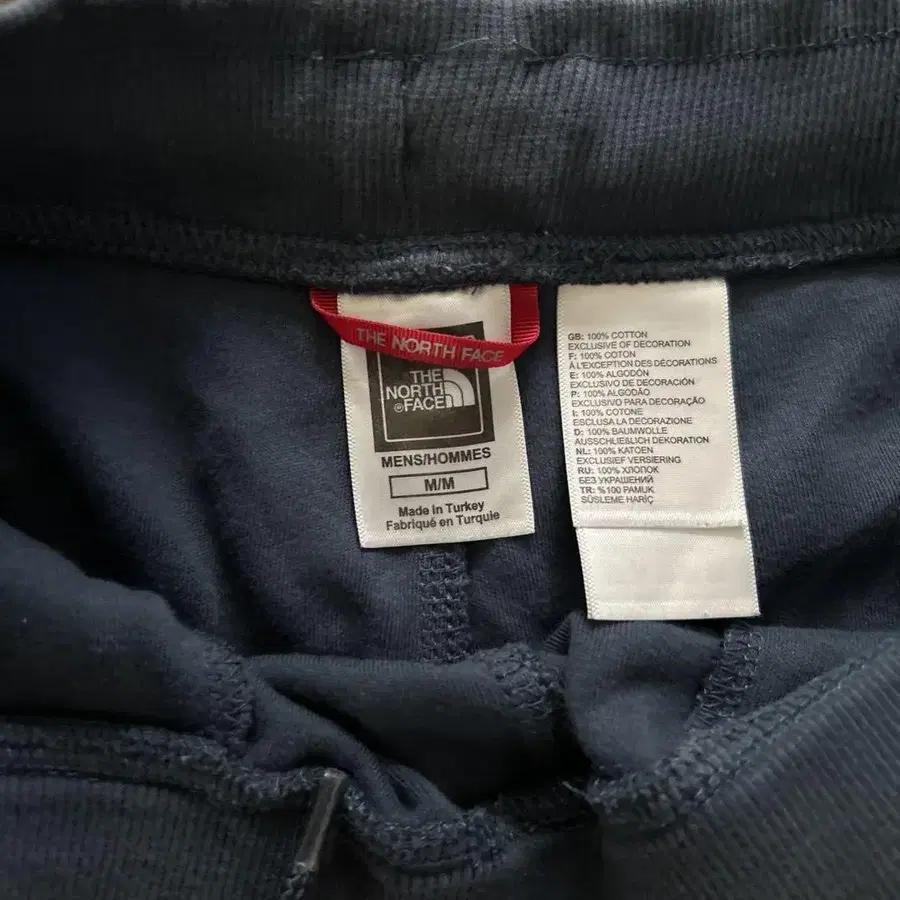 THE NORTH FACE
THE
NORTH
FACE
MENS/HOMMES
M/M
Made in Turkey
Fabriqué en Turquie
GB: 100% COTTON
EXCLUSIVE OF DECORATION
F: 100% COTON
À L'EXCEPTION DES DÉCORATIONS
E: 100% ALGODÓN
EXCLUSIVO DE DECORACIÓN
P: 100% ALGODÃO
EXCLUSIVO PARA DECORAÇÃO
I: 100% COTONE
ESCLUSA LA DECORAZIONE
D: 100% BAUMWOLLE
AUSSCHLIEßLICH DEKORATION
NL: 100% KATOEN
EXCLUSIEF VERSIERING
RU: 100% ХЛОПОК
БЕЗ УКРАШЕНИЙ
TR: %100 PAMUK
SÜSLEME HARİÇ